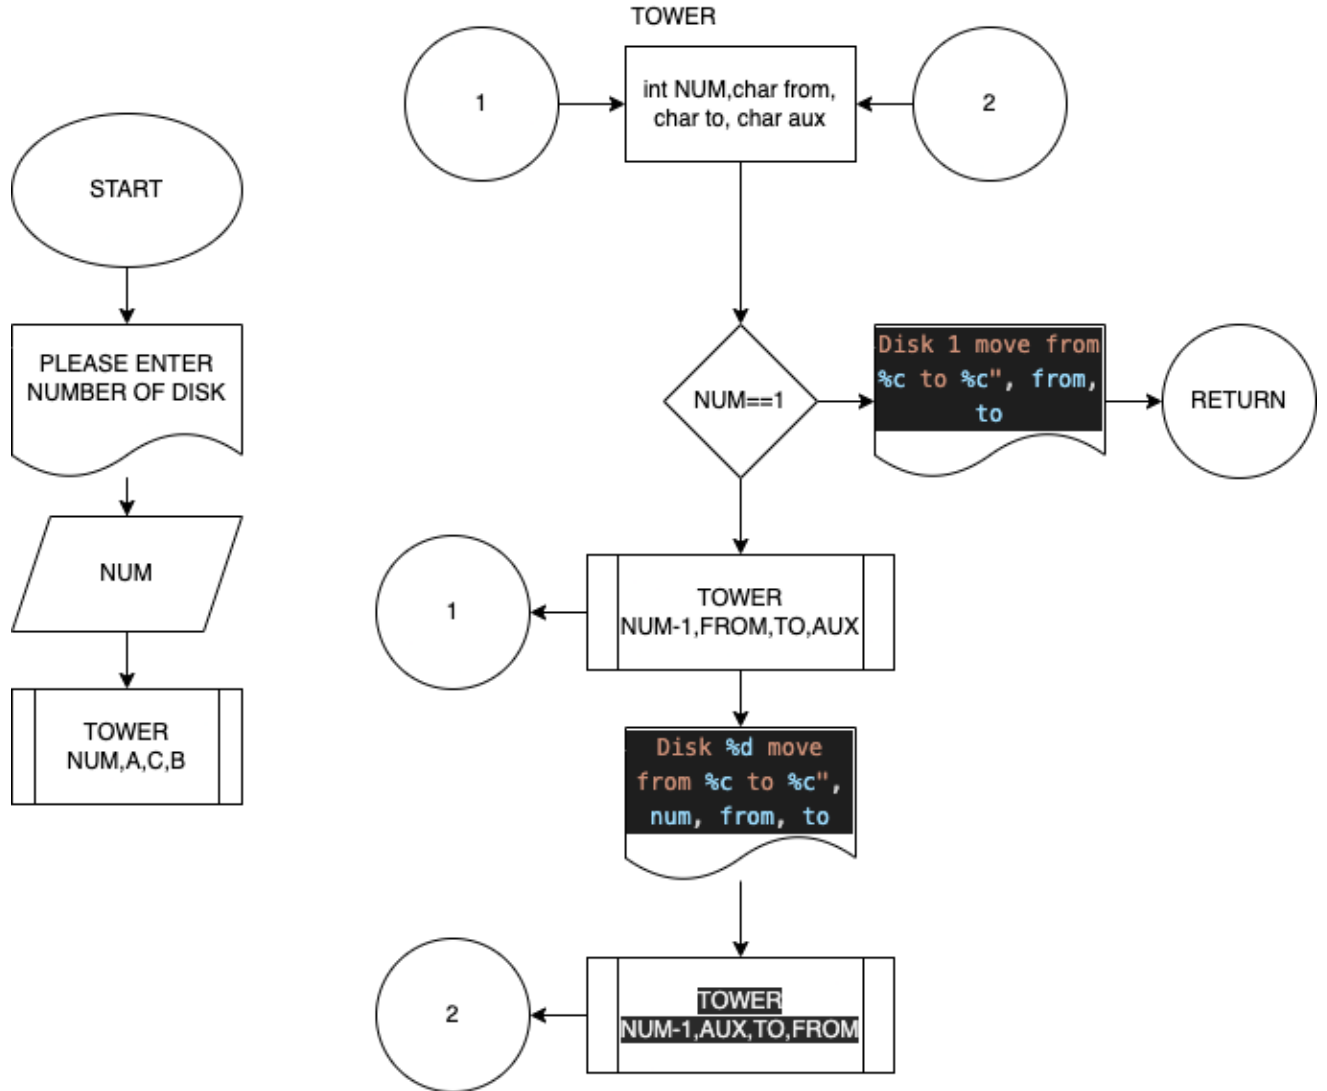 TOWER
1
int NUM,char from,
char to, char aux
2
START
PLEASE ENTER
NUMBER OF DISK
NUM==1
Disk 1 move from
%c to %c", from,
to
RETURN
NUM
1
TOWER
NUM-1,FROM,TO,AUX
TOWER
NUM,A,C,B
Disk %d move
from %c to %c",
num, from, to
2
TOWER
NUM-1,AUX,TO,FROM